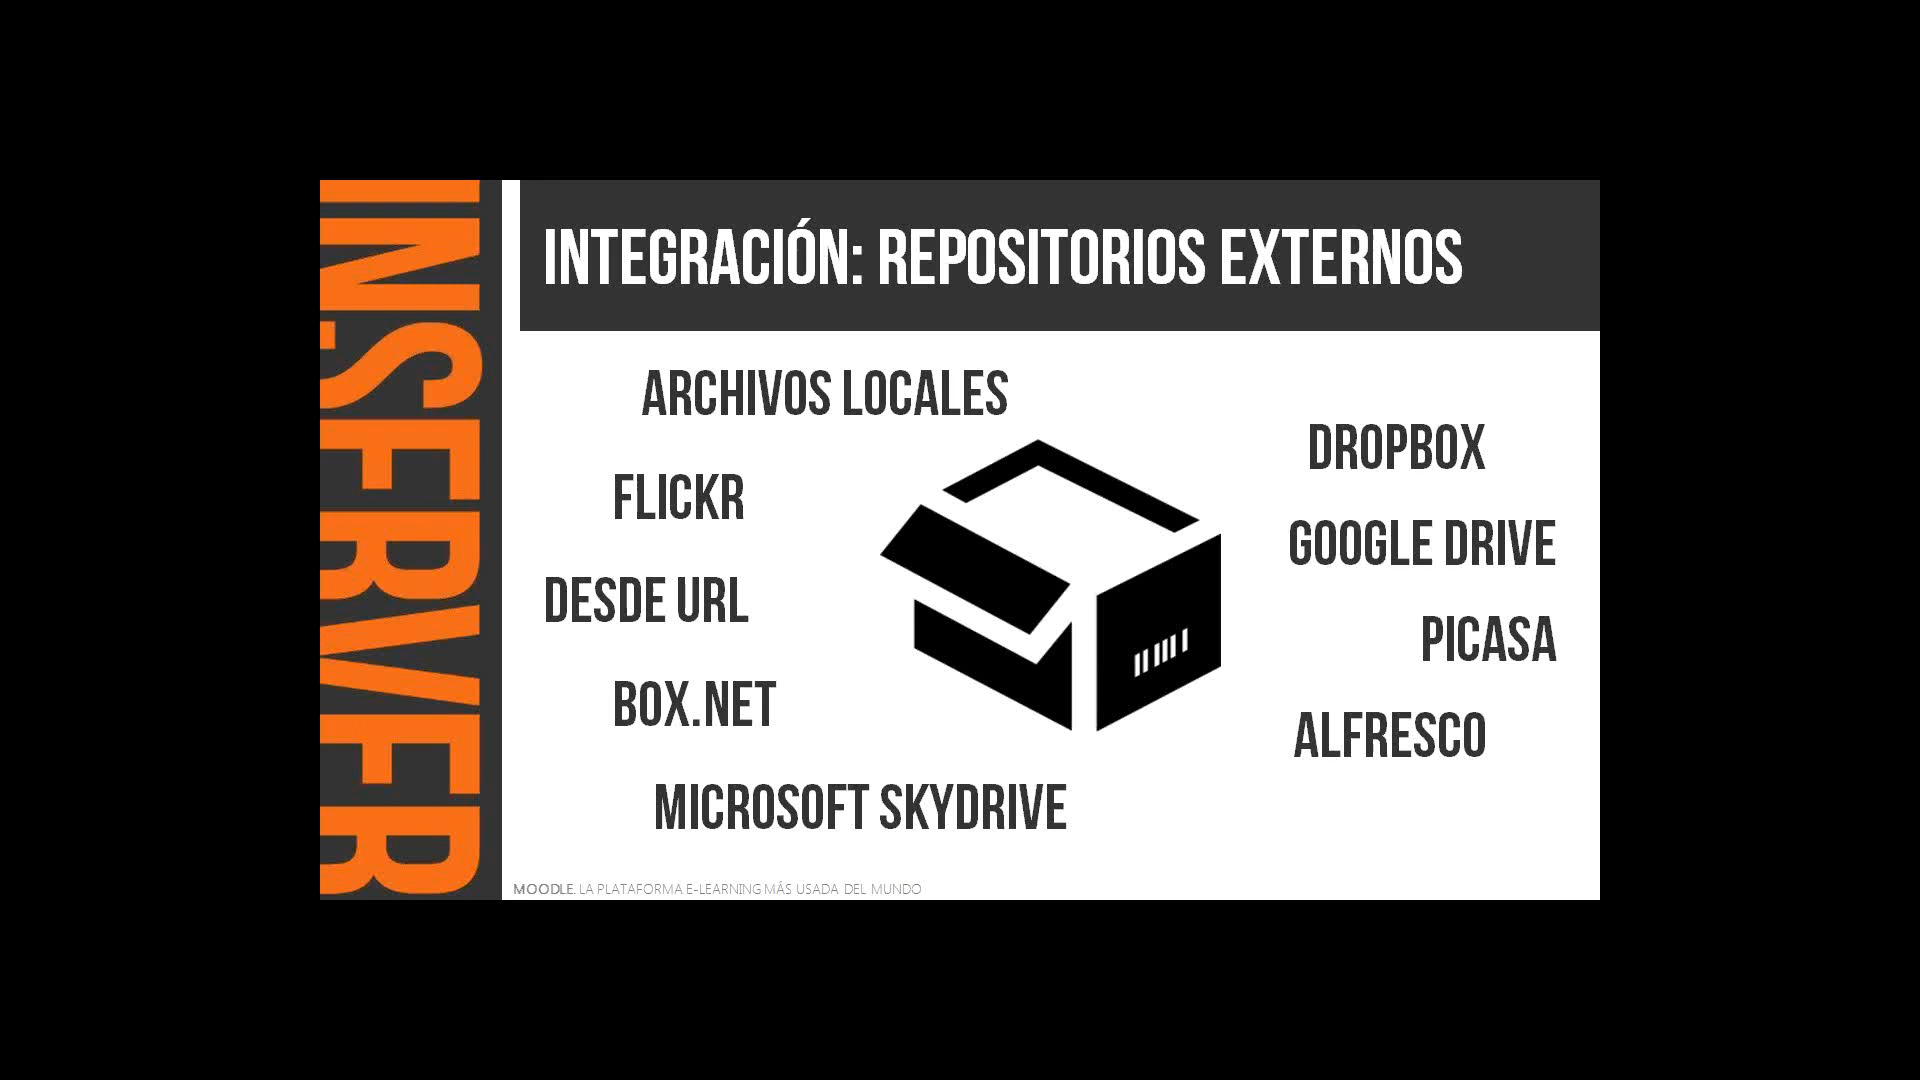 INSERVER
INTEGRACIÓN: REPOSITORIOS EXTERNOS
ARCHIVOS LOCALES
FLICKR
DESDE URL
BOX.NET
MICROSOFT SKYDRIVE
DROPBOX
GOOGLE DRIVE
PICASA
ALFRESCO
MOODLE. LA PLATAFORMA E-LEARNING MÁS USADA DEL MUNDO